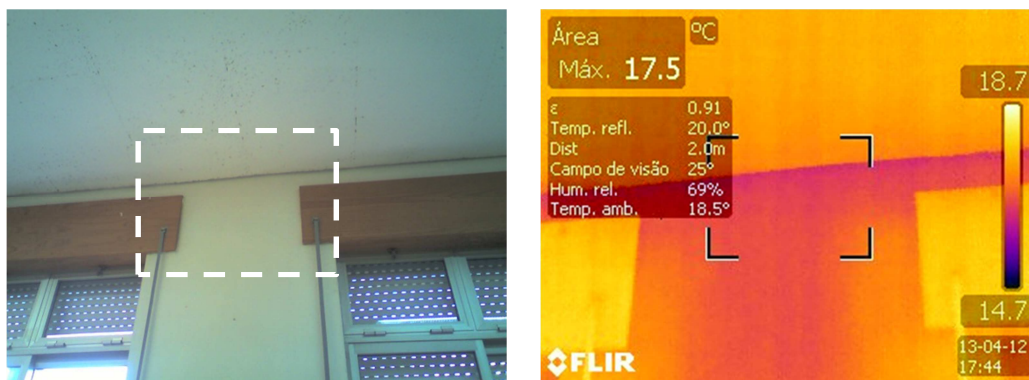 Área
°C
Máx. 17.5
ε 0.91
Temp. refl. 20.0°
Dist 2.0m
Campo de visão 25°
Hum. rel. 69%
Temp. amb. 18.5°
18.7
14.7
FLIR
13-04-12
17:44